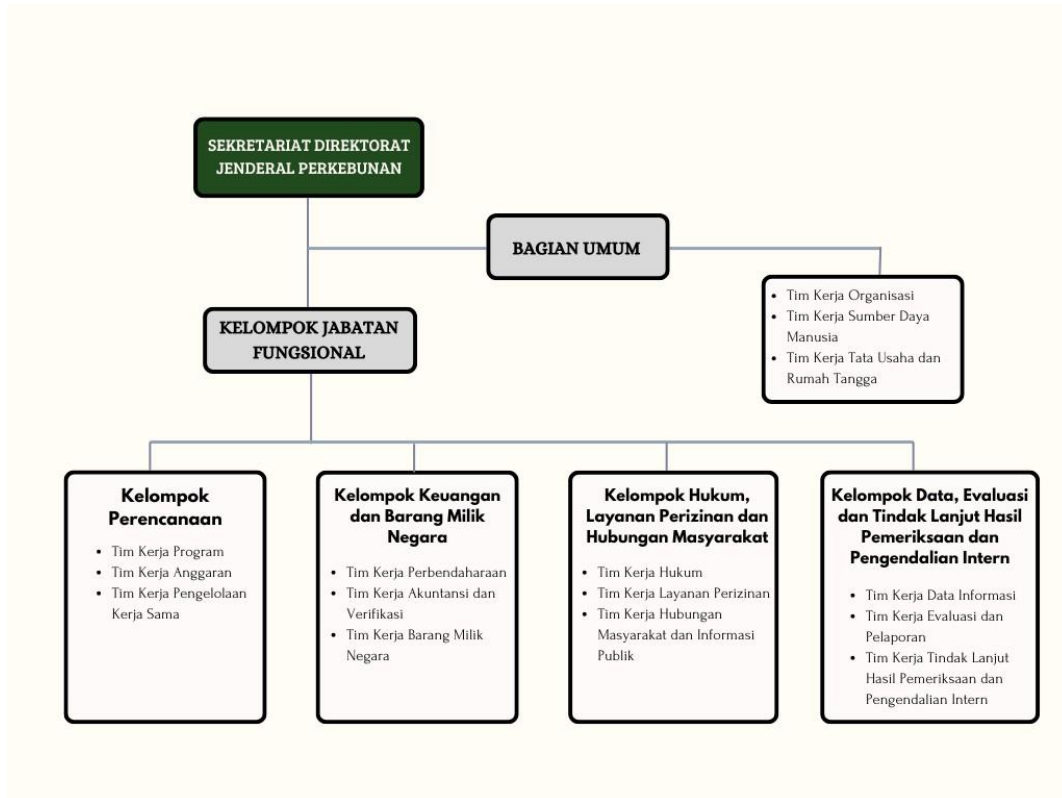 SEKRETARIAT DIREKTORAT
JENDERAL PERKEBUNAN
BAGIAN UMUM
• Tim Kerja Organisasi
• Tim Kerja Sumber Daya
Manusia
• Tim Kerja Tata Usaha dan
Rumah Tangga
KELOMPOK JABATAN
FUNGSIONAL
Kelompok
Perencanaan
• Tim Kerja Program
• Tim Kerja Anggaran
• Tim Kerja Pengelolaan
Kerja Sama
Kelompok Keuangan
dan Barang Milik
Negara
• Tim Kerja Perbendaharaan
• Tim Kerja Akuntansi dan
Verifikasi
• Tim Kerja Barang Milik
Negara
Kelompok Hukum,
Layanan Perizinan dan
Hubungan Masyarakat
• Tim Kerja Hukum
• Tim Kerja Layanan Perizinan
• Tim Kerja Hubungan
Masyarakat dan Informasi
Publik
Kelompok Data, Evaluasi
dan Tindak Lanjut Hasil
Pemeriksaan dan
Pengendalian Intern
• Tim Kerja Data Informasi
• Tim Kerja Evaluasi dan
Pelaporan
• Tim Kerja Tindak Lanjut
Hasil Pemeriksaan dan
Pengendalian Intern